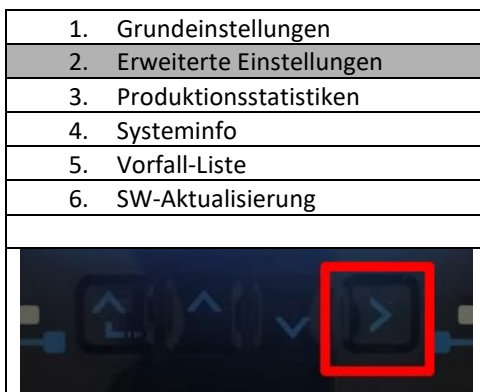 1. Grundeinstellungen
2. Erweiterte Einstellungen
3. Produktionsstatistiken
4. Systeminfo
5. Vorfall-Liste
6. SW-Aktualisierung